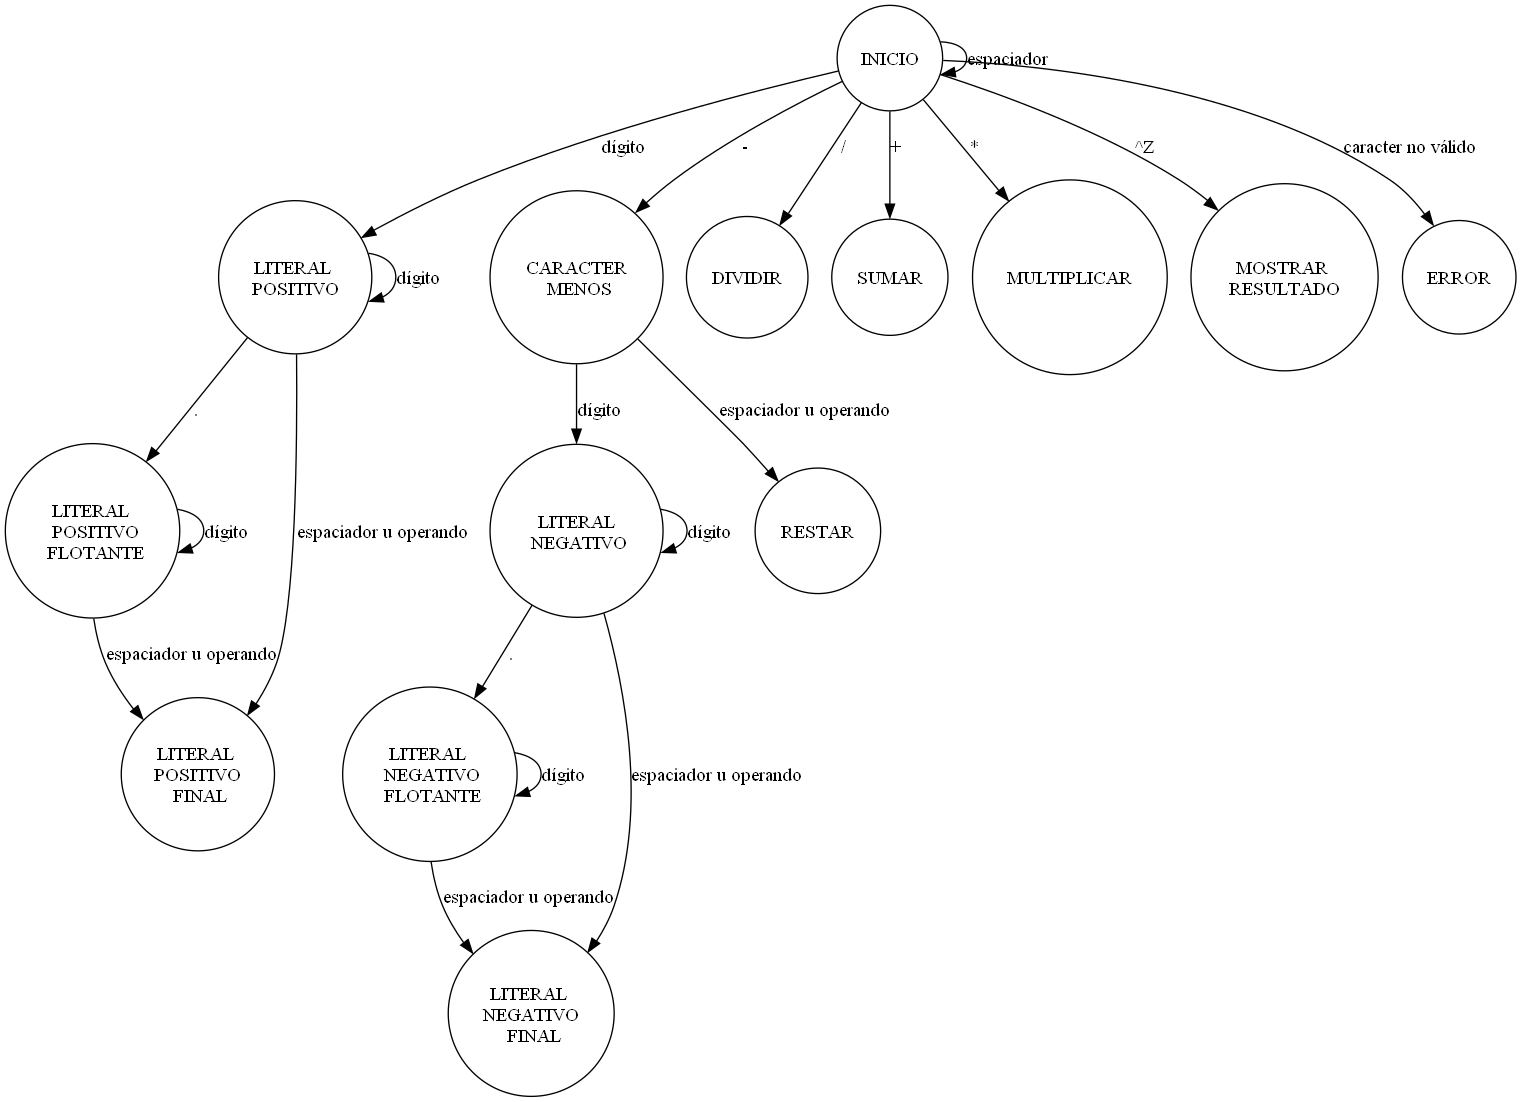 INICIO
espaciador
dígito
-
/
+
*
^Z
caracter no válido
LITERAL
POSITIVO
dígito
CARACTER
MENOS
DIVIDIR
SUMAR
MULTIPLICAR
MOSTRAR
RESULTADO
ERROR
.
dígito
espaciador u operando
LITERAL
POSITIVO
FLOTANTE
dígito
espaciador u operando
LITERAL
NEGATIVO
dígito
RESTAR
espaciador u operando
.
LITERAL
POSITIVO
FINAL
LITERAL
NEGATIVO
FLOTANTE
dígito
espaciador u operando
espaciador u operando
LITERAL
NEGATIVO
FINAL